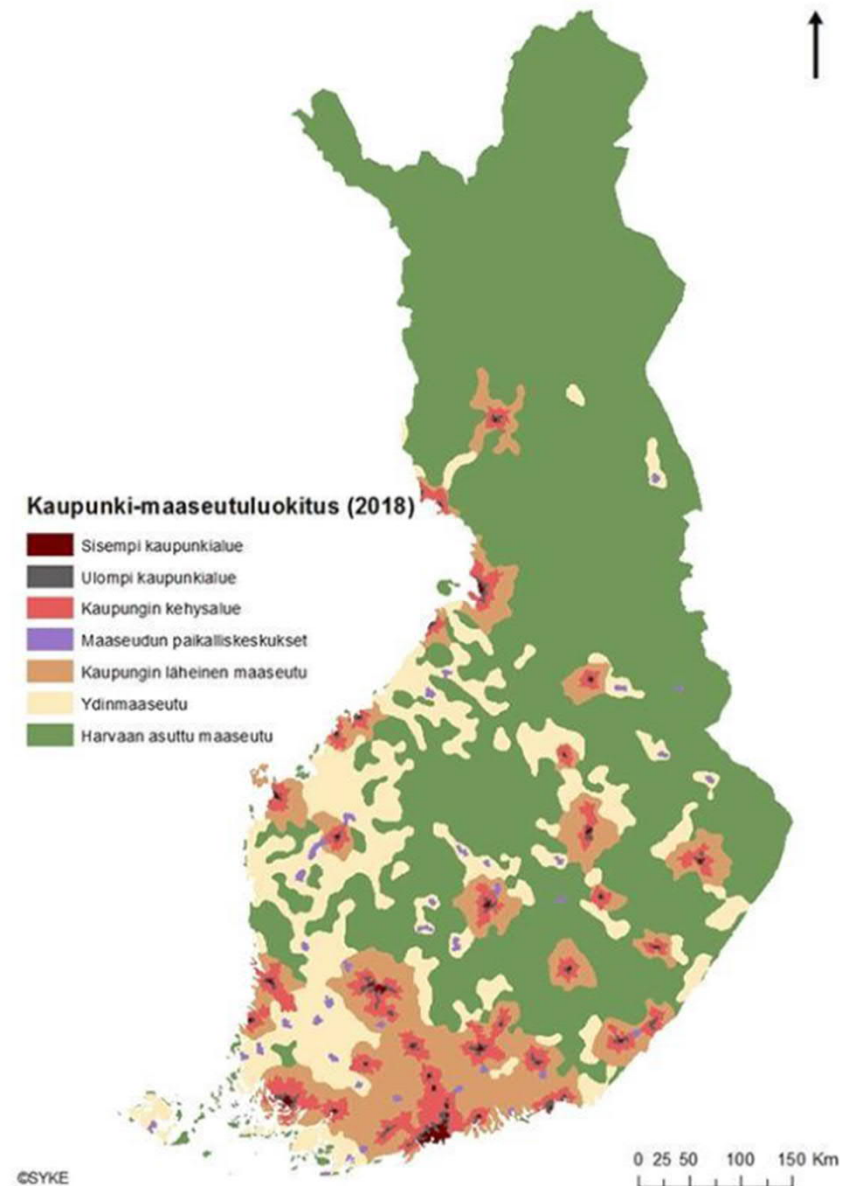 Kaupunki-maaseutuluokitus (2018)
Sisempi kaupunkialue
Ulompi kaupunkialue
Kaupungin kehysalue
Maaseudun paikalliskeskukset
Kaupungin läheinen maaseutu
Ydinmaaseutu
Harvaan asuttu maaseutu
0 25 50 100 150 Km
©SYKE